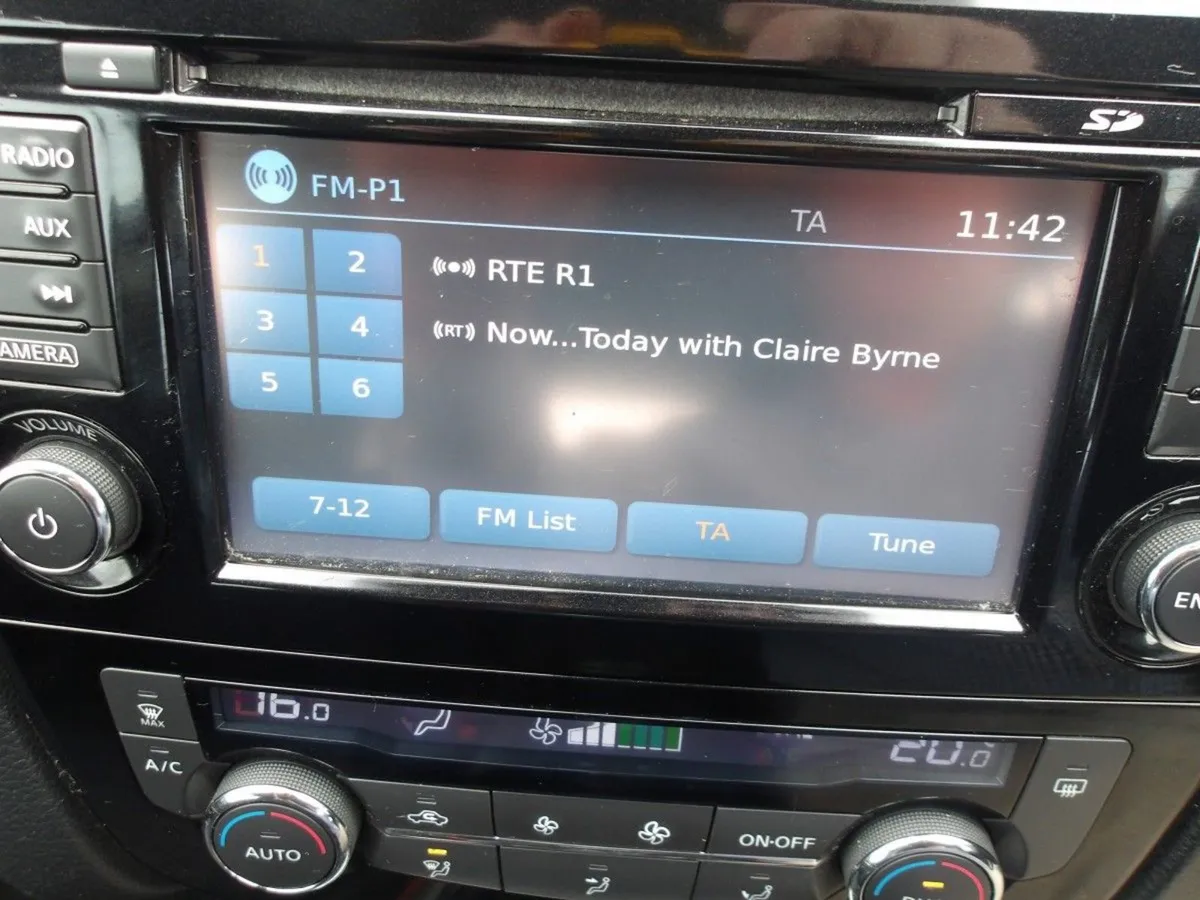 SD
RADIO
AUX
AMERA
VOLUME
FM-P1
TA
11:42
1
2
RTE R1
3
4
RT
Now...Today with Claire Byrne
5
6
7-12
FM List
TA
Tune
EN
16.0
20.0
MAX
A/C
AUTO
ON·OFF